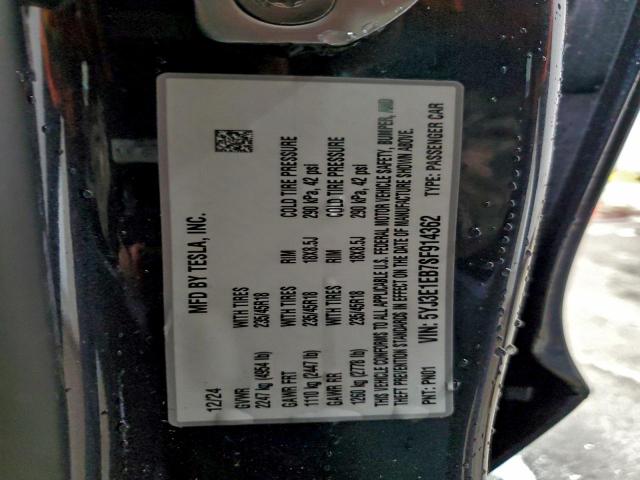 MFD BY TESLA, INC.
12/24
GVWR WITH TIRES RIM COLD TIRE PRESSURE
2247 kg (4954 lb) 235/45R18 18X8.5J 290 kPa, 42 psi
GAWR FRT WITH TIRES RIM COLD TIRE PRESSURE
1110 kg (2447 lb) 235/45R18 18X8.5J 290 kPa, 42 psi
GAWR RR
1260 kg (2778 lb) 235/45R18
THIS VEHICLE CONFORMS TO ALL APPLICABLE U.S. FEDERAL MOTOR VEHICLE SAFETY, BUMPER, AND
THEFT PREVENTION STANDARDS IN EFFECT ON THE DATE OF MANUFACTURE SHOWN ABOVE.
VIN: 5YJ3E1EB7SF914362
PNT: PN01 TYPE: PASSENGER CAR